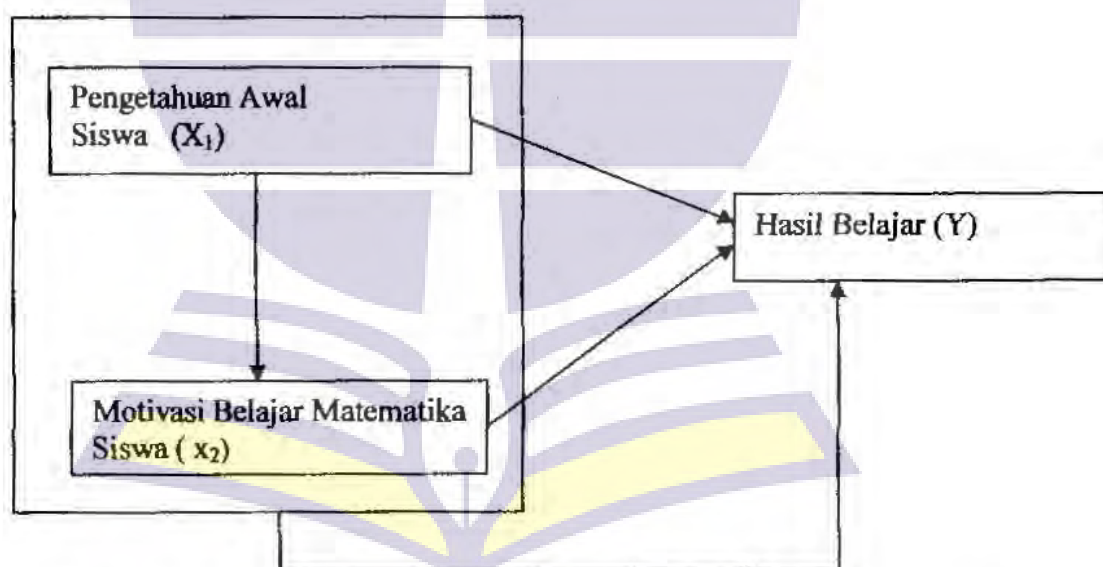 Pengetahuan Awal
Siswa (X₁)
Hasil Belajar (Y)
Motivasi Belajar Matematika
Siswa ( x₂)